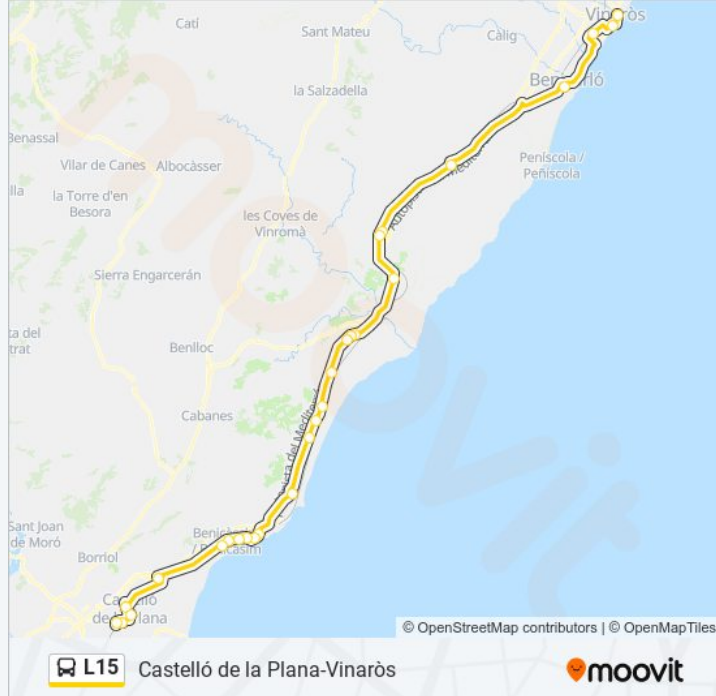 Catí
Sant Mateu
Càlig
Vinaròs
la Salzadella
Benassal
Vilar de Canes
Albocàsser
Peníscola /
Peñíscola
la Torre d'en
Besora
les Coves de
Vinromà
Sierra Engarcerán
Benlloc
Cabanes
Sant Joan
de Moró
Borriol
© OpenStreetMap contributors | © OpenMapTiles
L15
Castelló de la Plana-Vinaròs
moovit